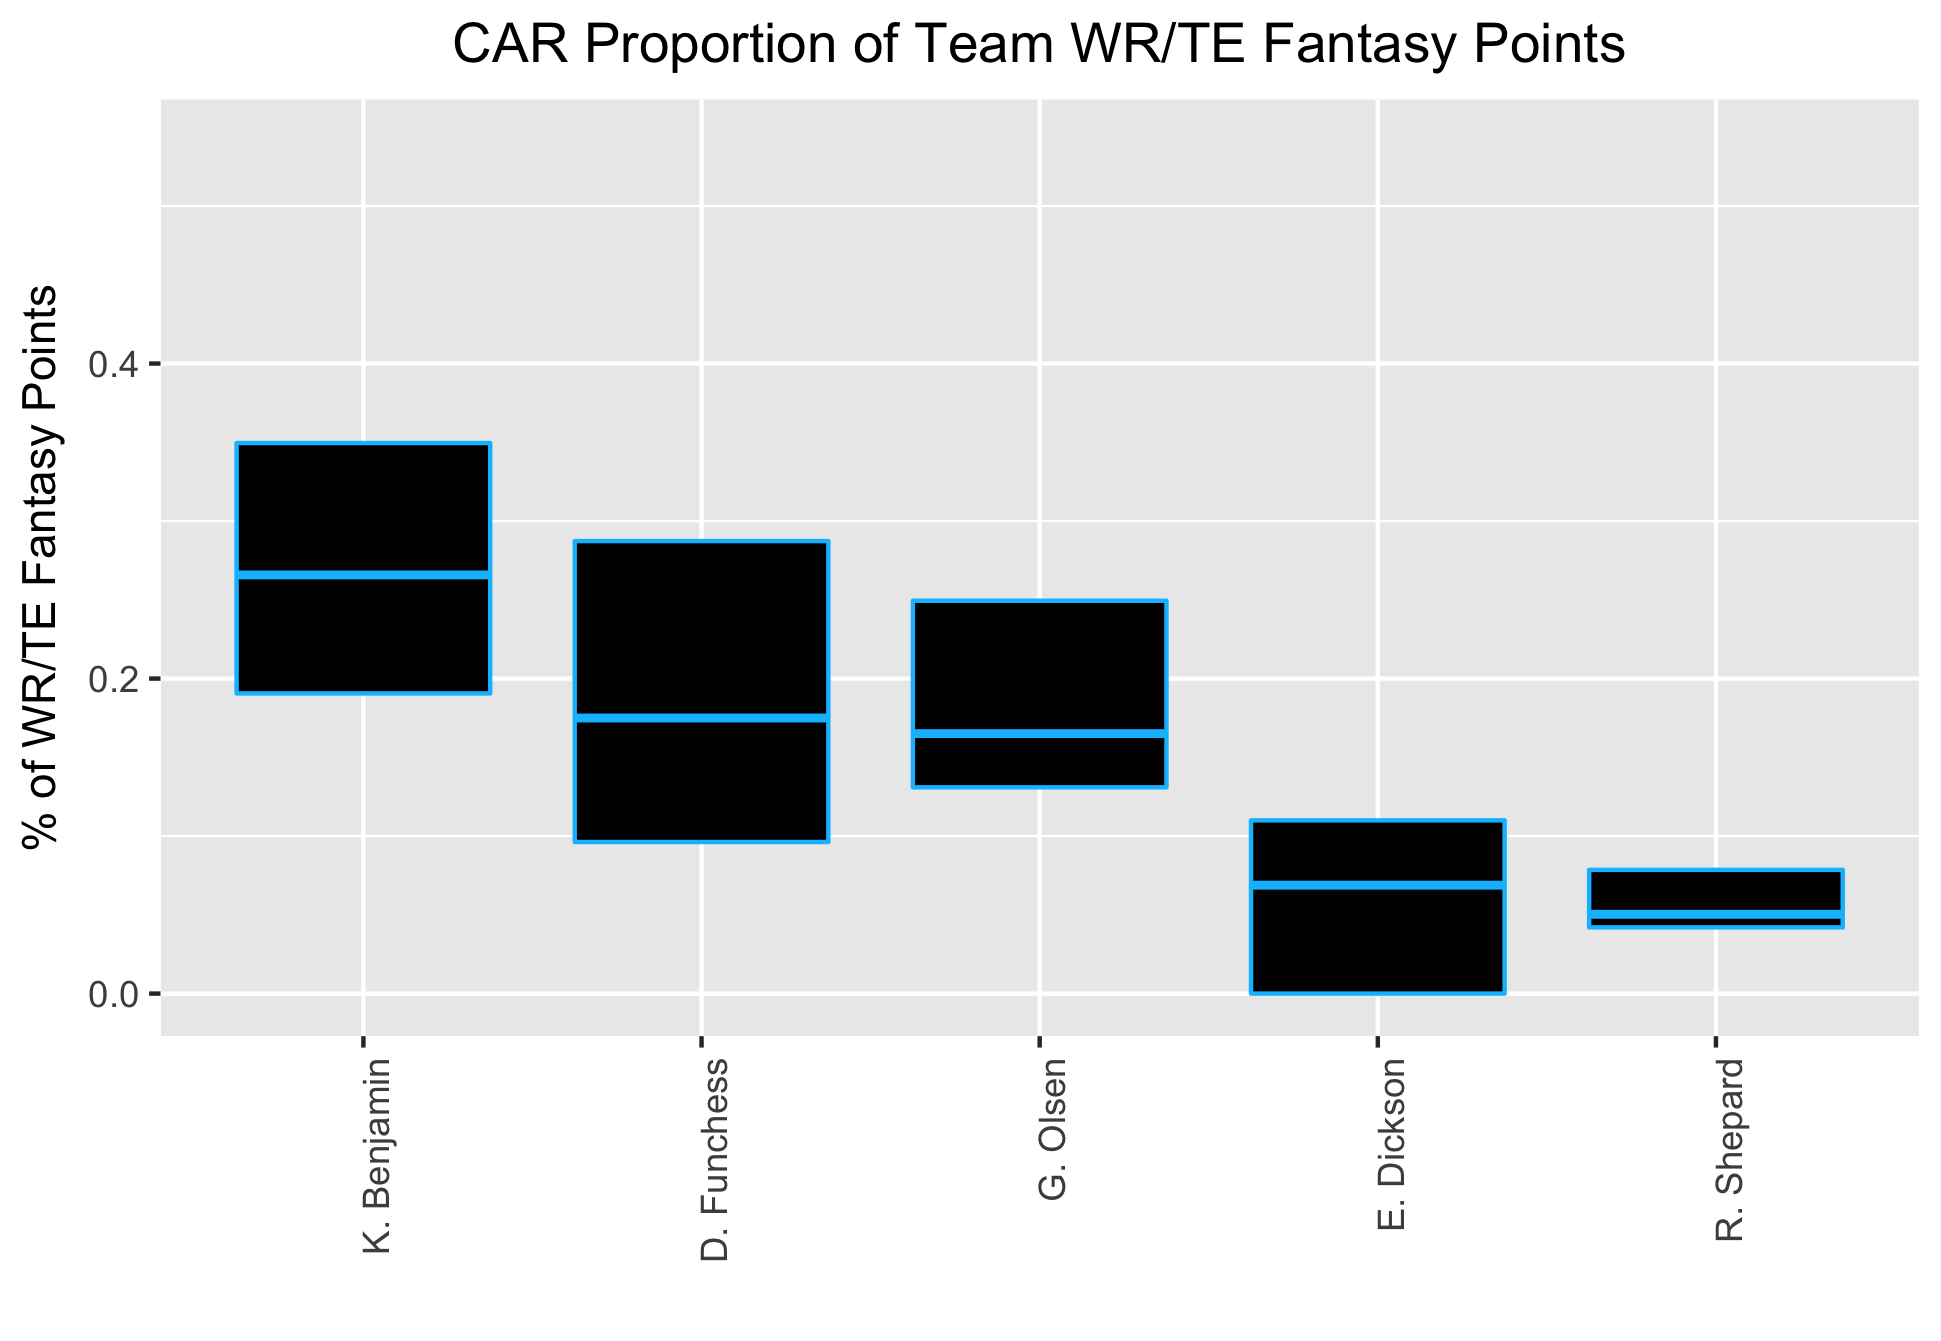 CAR Proportion of Team WR/TE Fantasy Points
% of WR/TE Fantasy Points
0.4
0.2
0.0
K. Benjamin
D. Funchess
G. Olsen
E. Dickson
R. Shepard